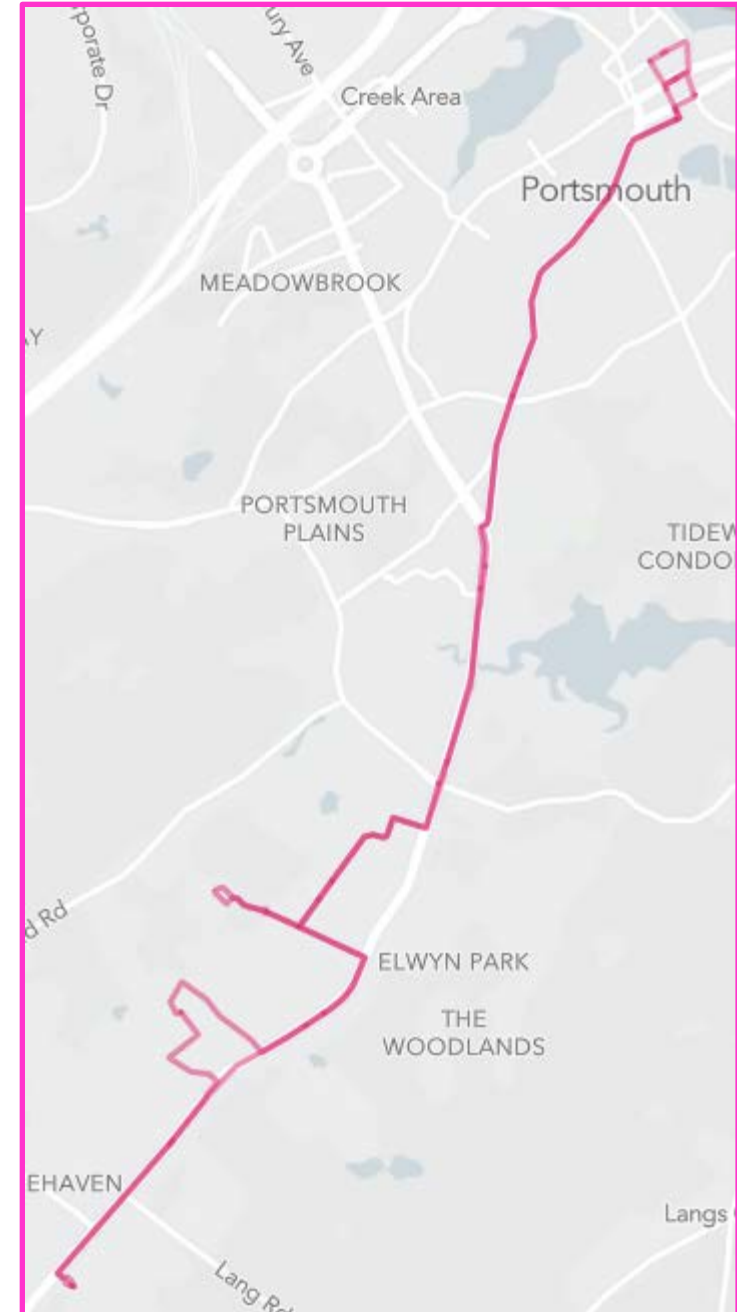 porate Dr
ury Ave
Creek Area
Portsmouth
MEADOWBROOK
AY
PORTSMOUTH
PLAINS
TIDEW
CONDO
d Rd
ELWYN PARK
THE
WOODLANDS
EHAVEN
Langs
Lang Rd